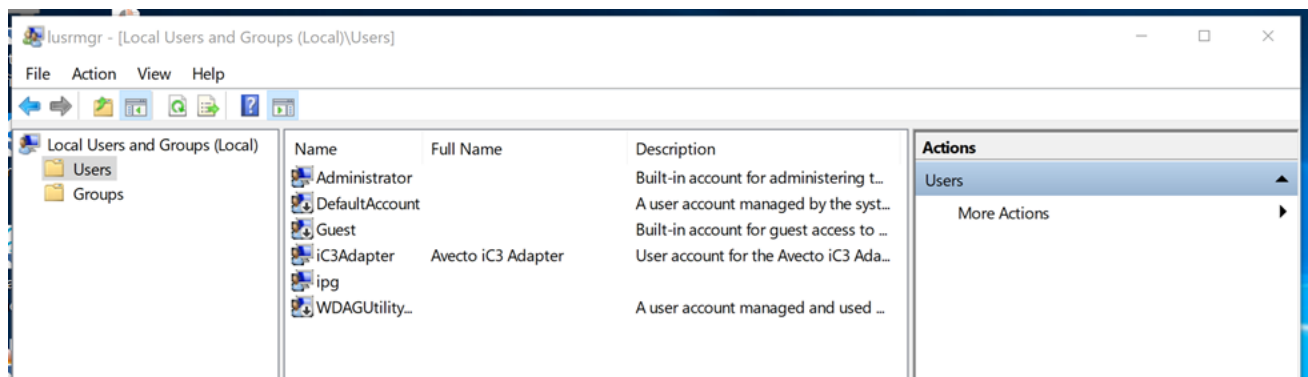 lusrmgr - [Local Users and Groups (Local)\Users]
File Action View Help
Local Users and Groups (Local)
Users
Groups
Name Full Name Description
Administrator Built-in account for administering t...
DefaultAccount A user account managed by the syst...
Guest Built-in account for guest access to ...
iC3Adapter Avecto iC3 Adapter User account for the Avecto iC3 Ada...
ipg
WDAGUtility... A user account managed and used ...
Actions
Users
More Actions